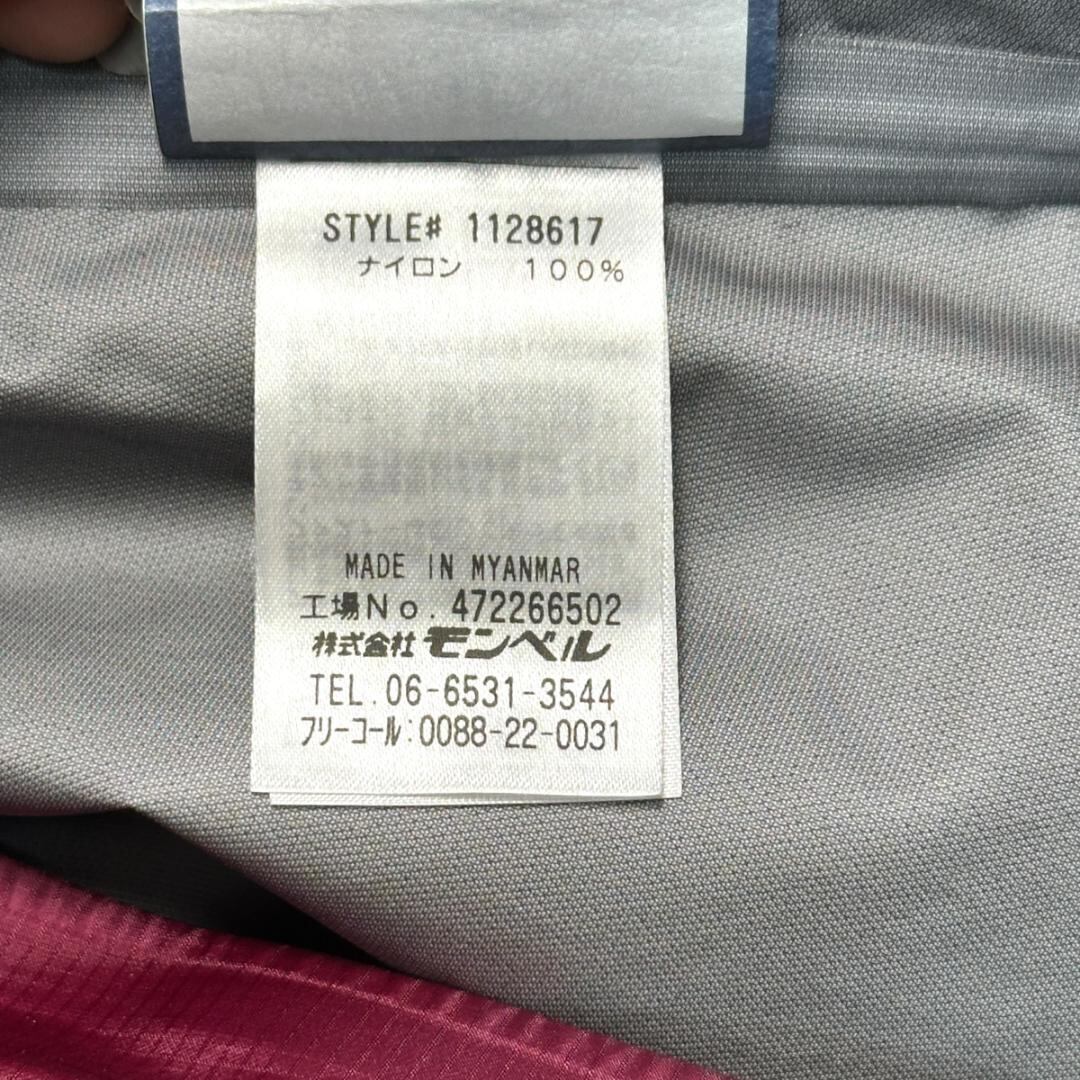 STYLE# 1128617
ナイロン 100%
MADE IN MYANMAR
工場No. 472266502
株式会社モンベル
TEL.06-6531-3544
フリーコール:0088-22-0031